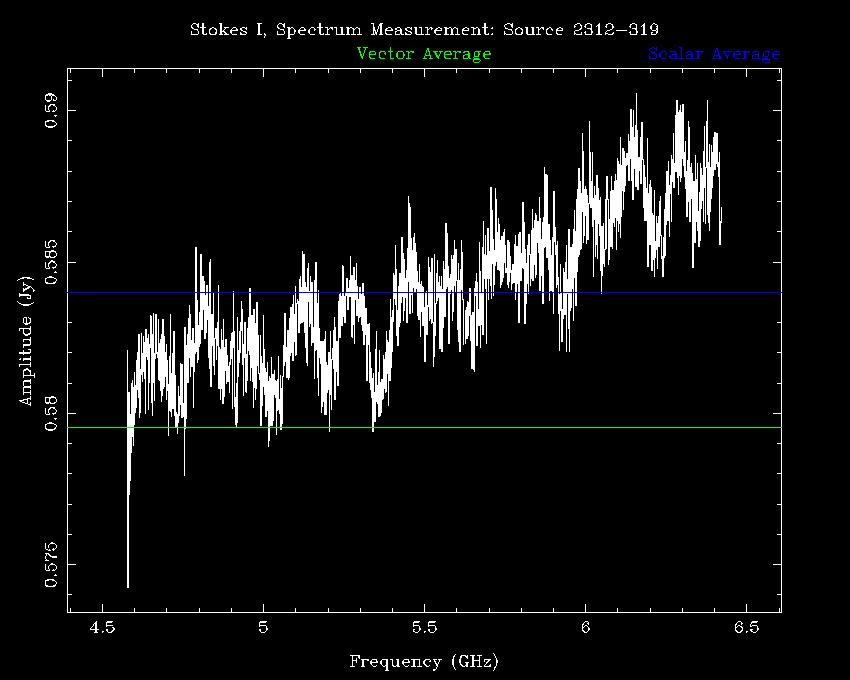 Stokes I, Spectrum Measurement: Source 2312-319
Vector Average Scalar Average
0.59
0.585
0.58
0.575
Amplitude (Jy)
4.5 5 5.5 6 6.5
Frequency (GHz)